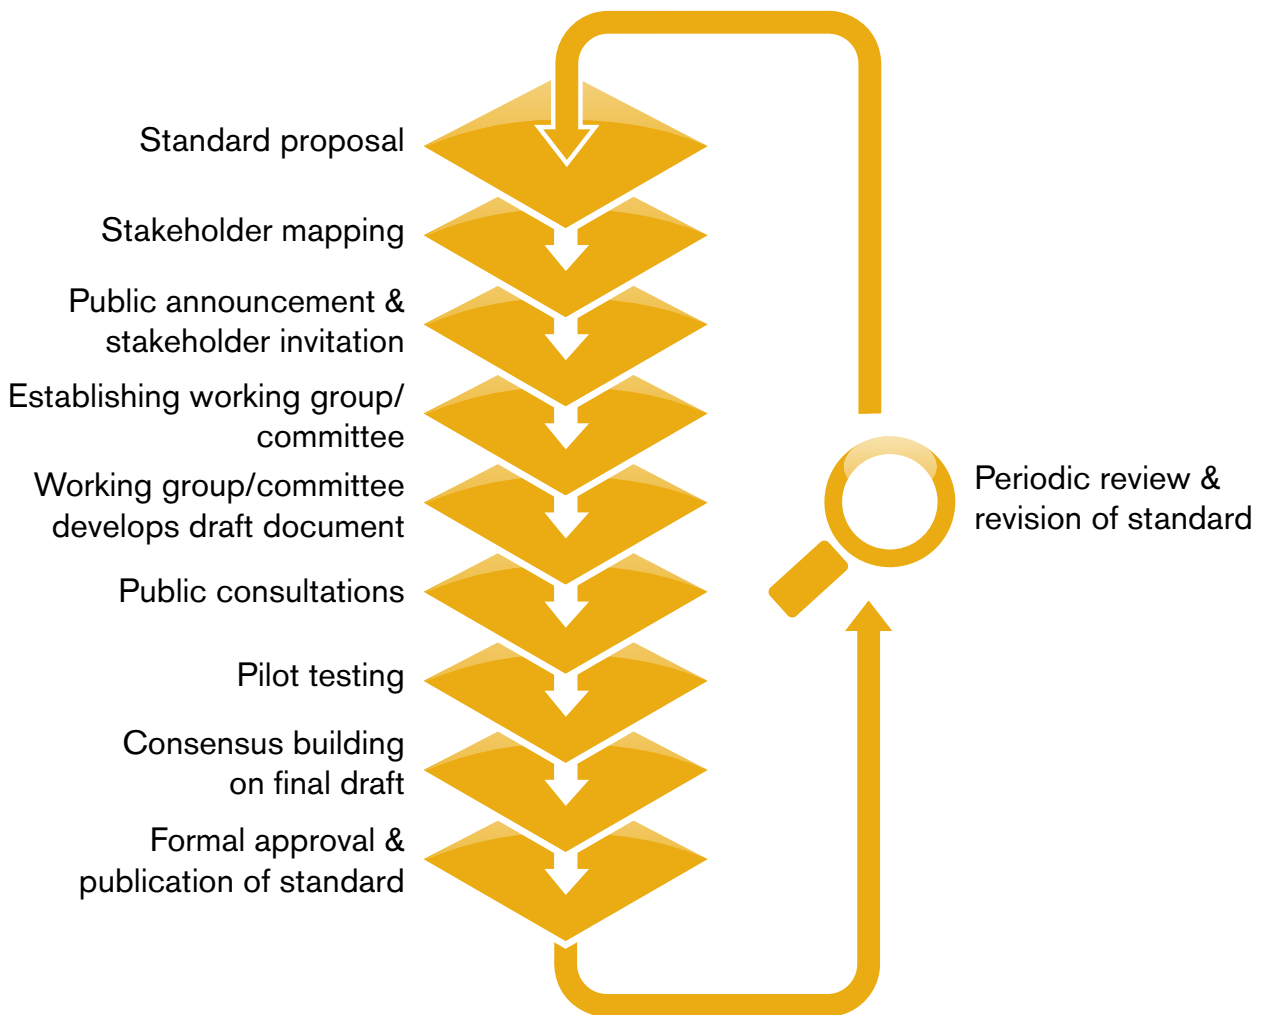 Standard proposal
Stakeholder mapping
Public announcement &
stakeholder invitation
Establishing working group/
committee
Working group/committee
develops draft document
Public consultations
Pilot testing
Consensus building
on final draft
Formal approval &
publication of standard
Periodic review &
revision of standard